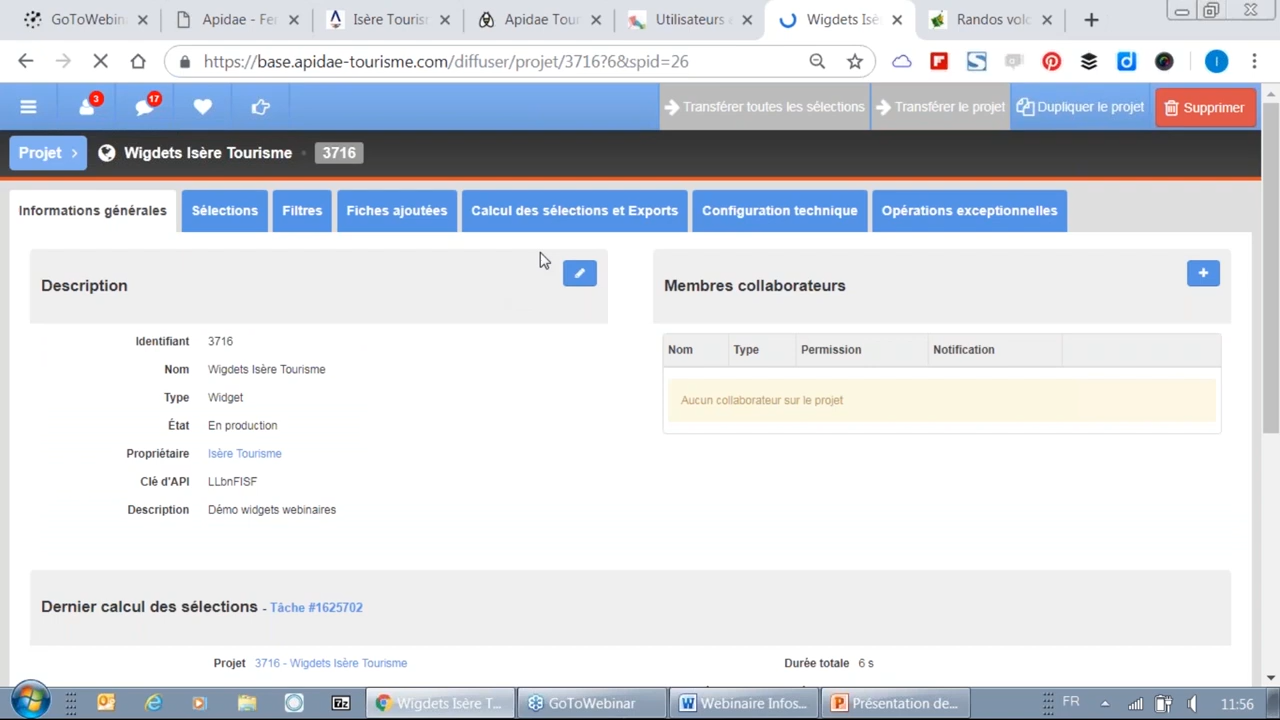 GoToWebin
Apidae - Fe
Isère Touris
Apidae Tou
Utilisateurs
Wigdets Isè
Randos volc
https://base.apidae-tourisme.com/diffuser/projet/3716?6&spid=26
3
17
Transférer toutes les sélections
Transférer le projet
Dupliquer le projet
Supprimer
Projet
Wigdets Isère Tourisme
3716
Informations générales
Sélections
Filtres
Fiches ajoutées
Calcul des sélections et Exports
Configuration technique
Opérations exceptionnelles
Description
Identifiant 3716
Nom Wigdets Isère Tourisme
Type Widget
État En production
Propriétaire Isère Tourisme
Clé d'API LLbnFISF
Description Démo widgets webinaires
Membres collaborateurs
Nom Type Permission Notification
Aucun collaborateur sur le projet
Dernier calcul des sélections - Tâche #1625702
Projet 3716 - Wigdets Isère Tourisme
Durée totale 6 s
Wigdets Isère T...
GoToWebinar
Webinaire Infos...
Présentation de...
FR
11:56